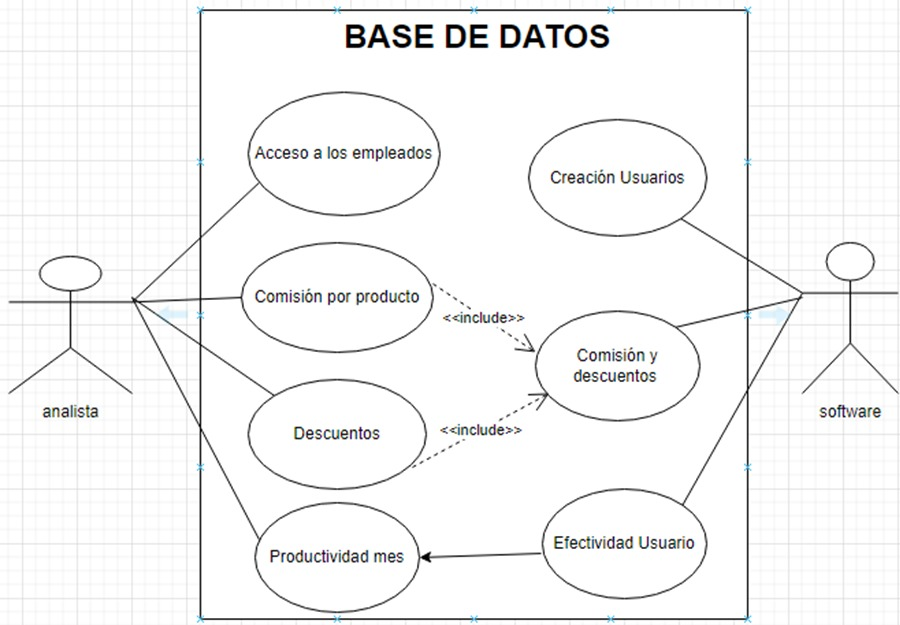 BASE DE DATOS
Acceso a los empleados
Creación Usuarios
Comisión por producto
<<include>>
Comisión y
descuentos
analista
software
Descuentos
<<include>>
Productividad mes
Efectividad Usuario